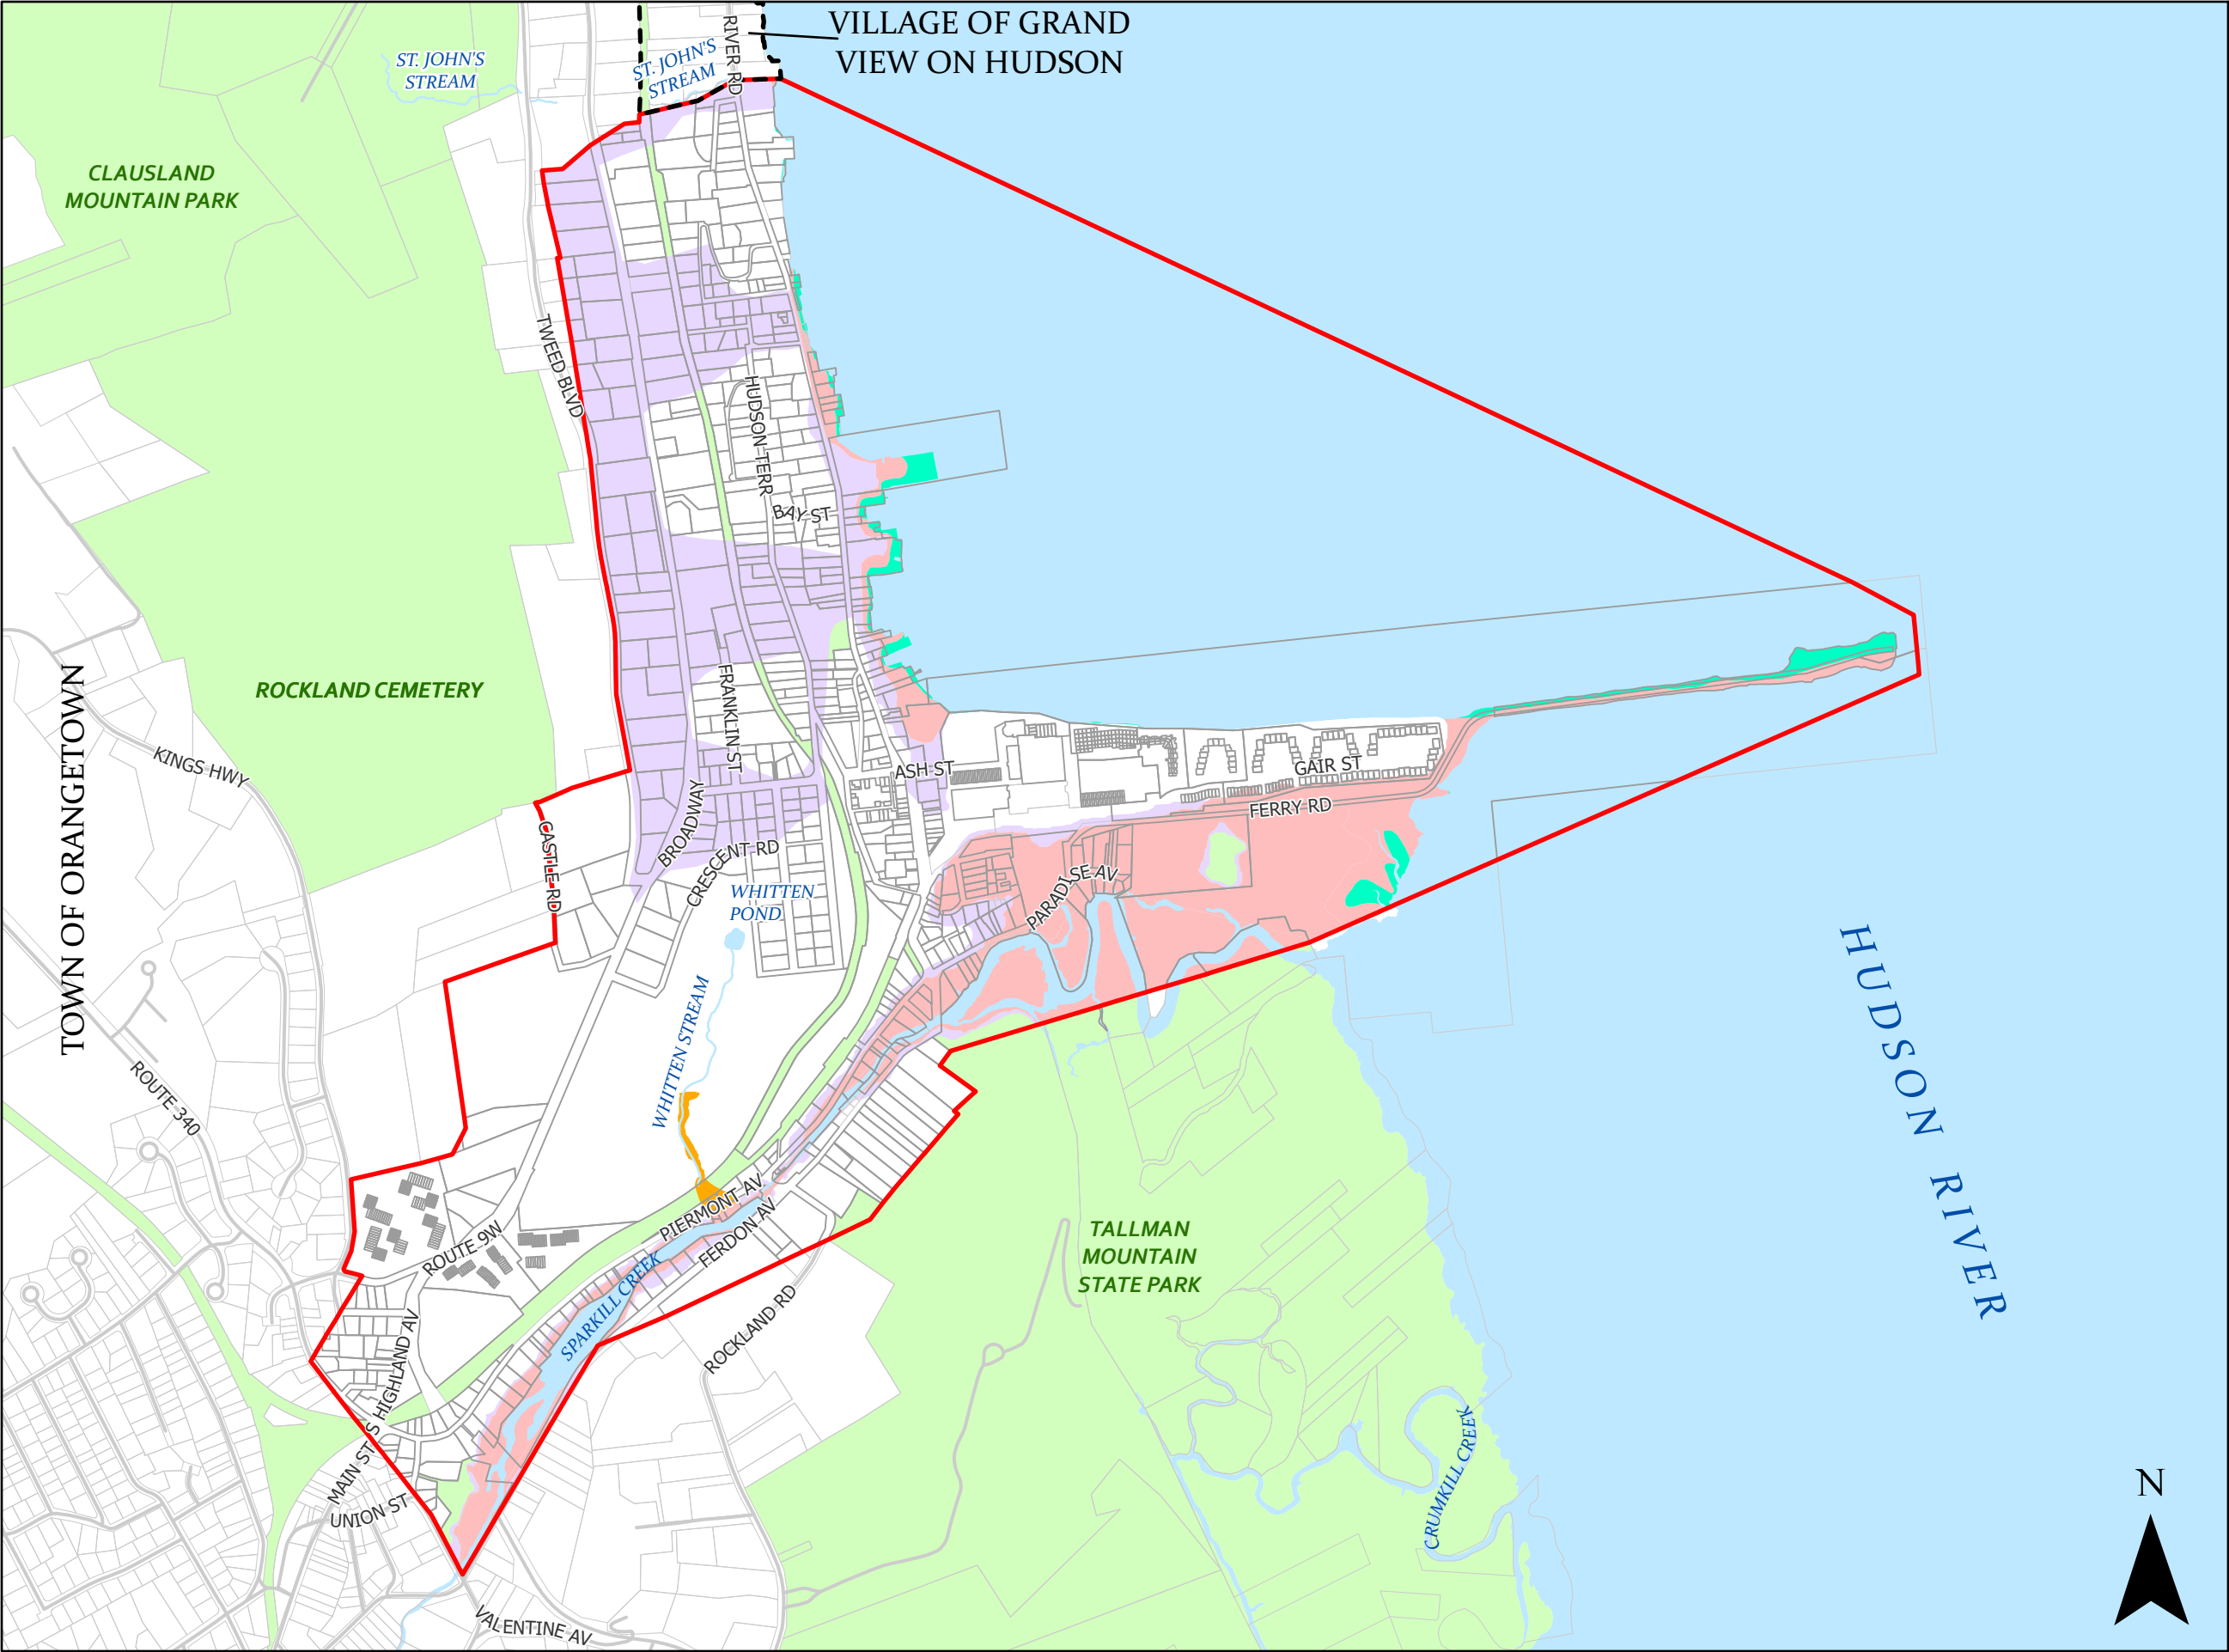 VILLAGE OF GRAND
VIEW ON HUDSON
RIVER RD
ST. JOHN'S
STREAM
ST. JOHN'S
STREAM
CLAUSLAND
MOUNTAIN PARK
TWEED BLVD
HUDSON TERR
BAY ST
TOWN OF ORANGETOWN
ROCKLAND CEMETERY
FRANKLIN ST
KINGS HWY
ASH ST
GAIR ST
FERRY RD
BROADWAY
CASTLE RD
CRESCENT RD
PARADISE AV
WHITTEN
POND
HUDSON RIVER
WHITTEN STREAM
ROUTE 340
PIERMONT AV
FERDON AV
ROUTE 9W
SPARKILL CREEK
TALLMAN
MOUNTAIN
STATE PARK
ROCKLAND RD
S HIGHLAND AV
MAIN ST
UNION ST
CRUMKILL CREEK
VALENTINE AV
N